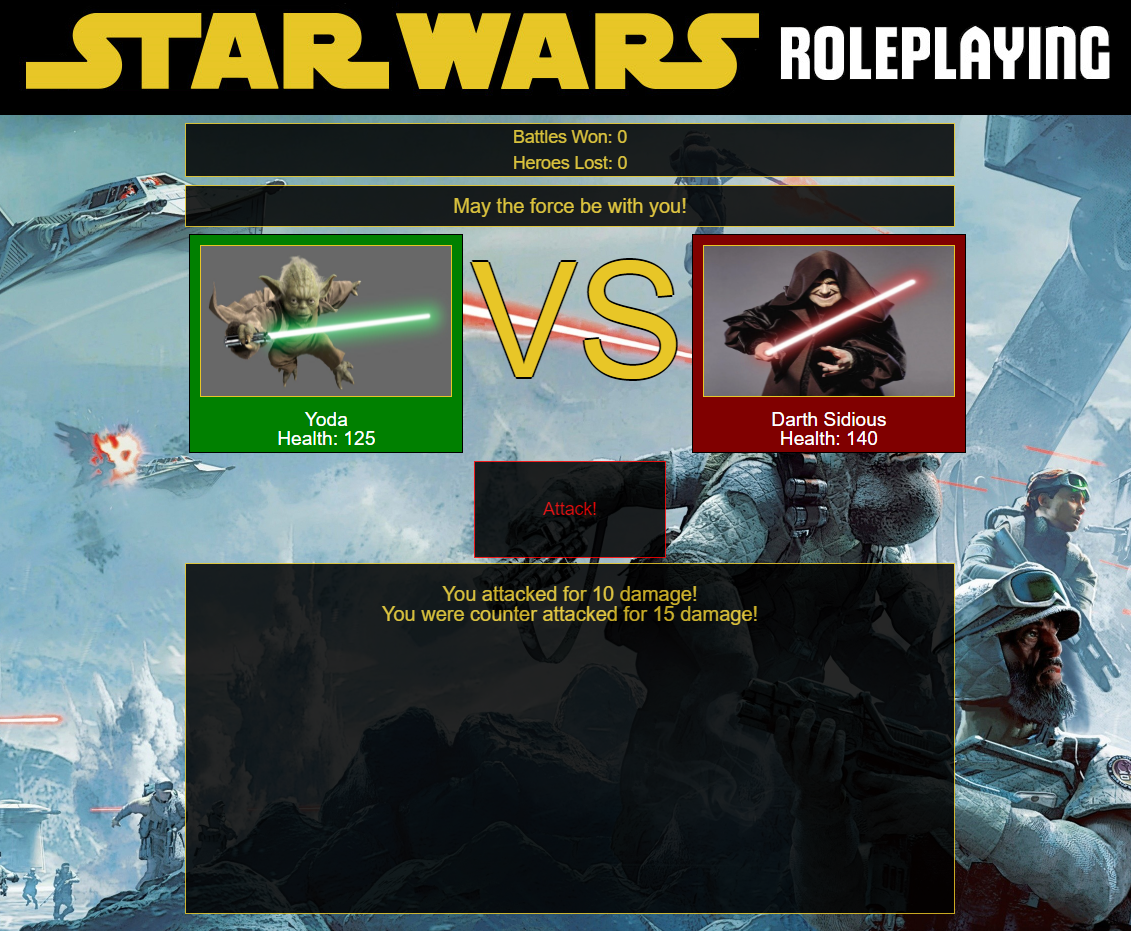 STAR WARS ROLEPLAYING
Battles Won: 0
Heroes Lost: 0
May the force be with you!
VS
Yoda
Health: 125
Darth Sidious
Health: 140
Attack!
You attacked for 10 damage!
You were counter attacked for 15 damage!